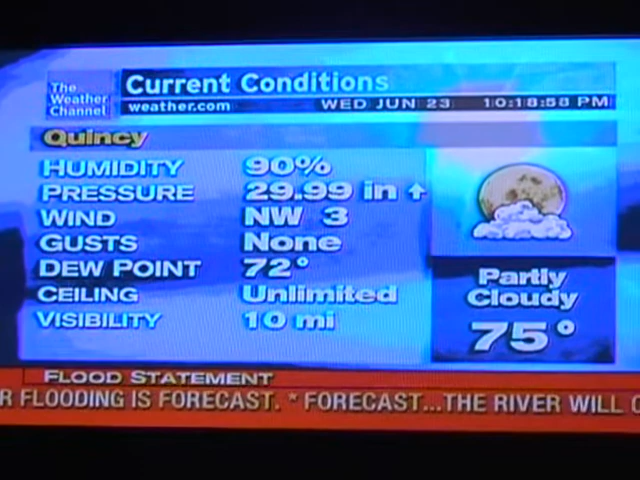 The Weather Channel
Current Conditions
weather.com WED JUN 23 10:18:58 PM
Quincy
HUMIDITY 90%
PRESSURE 29.99 in ↑
WIND NW 3
GUSTS None
DEW POINT 72°
CEILING Unlimited
VISIBILITY 10 mi
Partly
Cloudy
75°
FLOOD STATEMENT
R FLOODING IS FORECAST. * FORECAST...THE RIVER WILL